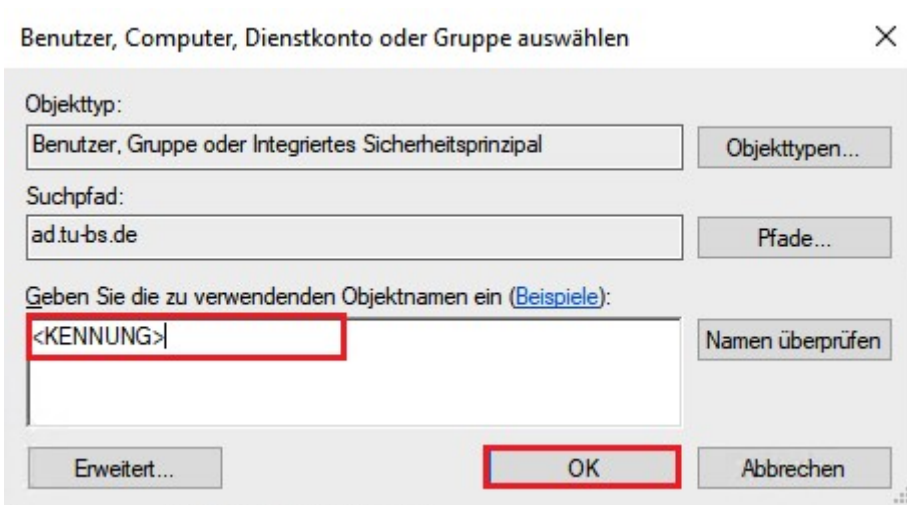 Benutzer, Computer, Dienstkonto oder Gruppe auswählen
Objekttyp:
Benutzer, Gruppe oder Integriertes Sicherheitsprinzipal
Objekttypen...
Suchpfad:
ad.tu-bs.de
Pfade...
Geben Sie die zu verwendenden Objektnamen ein (Beispiele):
<KENNUNG>
Namen überprüfen
Erweitert...
OK
Abbrechen